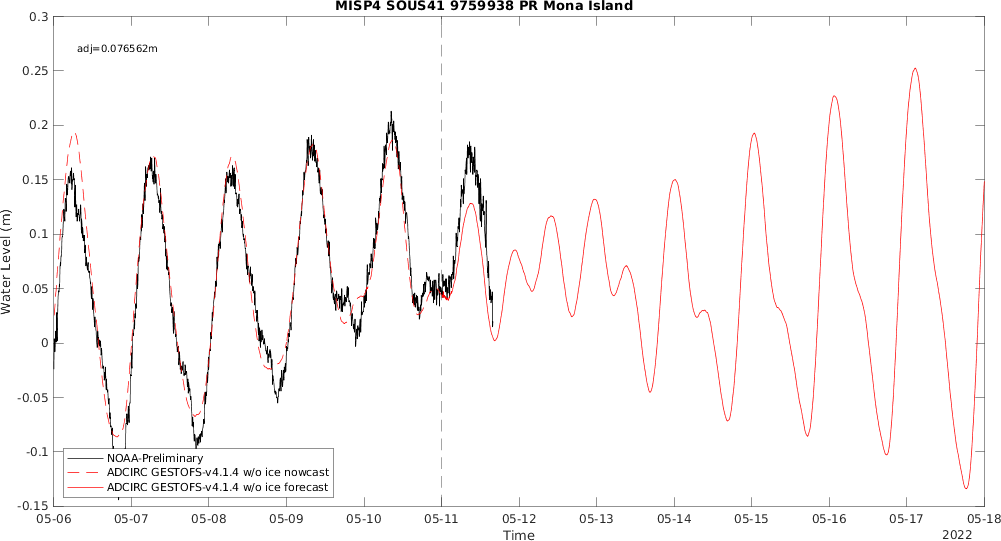 MISP4 SOUS41 9759938 PR Mona Island
0.3
adj=0.076562m
0.25
0.2
0.15
0.1
0.05
0
-0.05
-0.1
-0.15
Water Level (m)
NOAA-Preliminary
ADCIRC GESTOFS-v4.1.4 w/o ice nowcast
ADCIRC GESTOFS-v4.1.4 w/o ice forecast
05-06 05-07 05-08 05-09 05-10 05-11 05-12 05-13 05-14 05-15 05-16 05-17 05-18
Time
2022